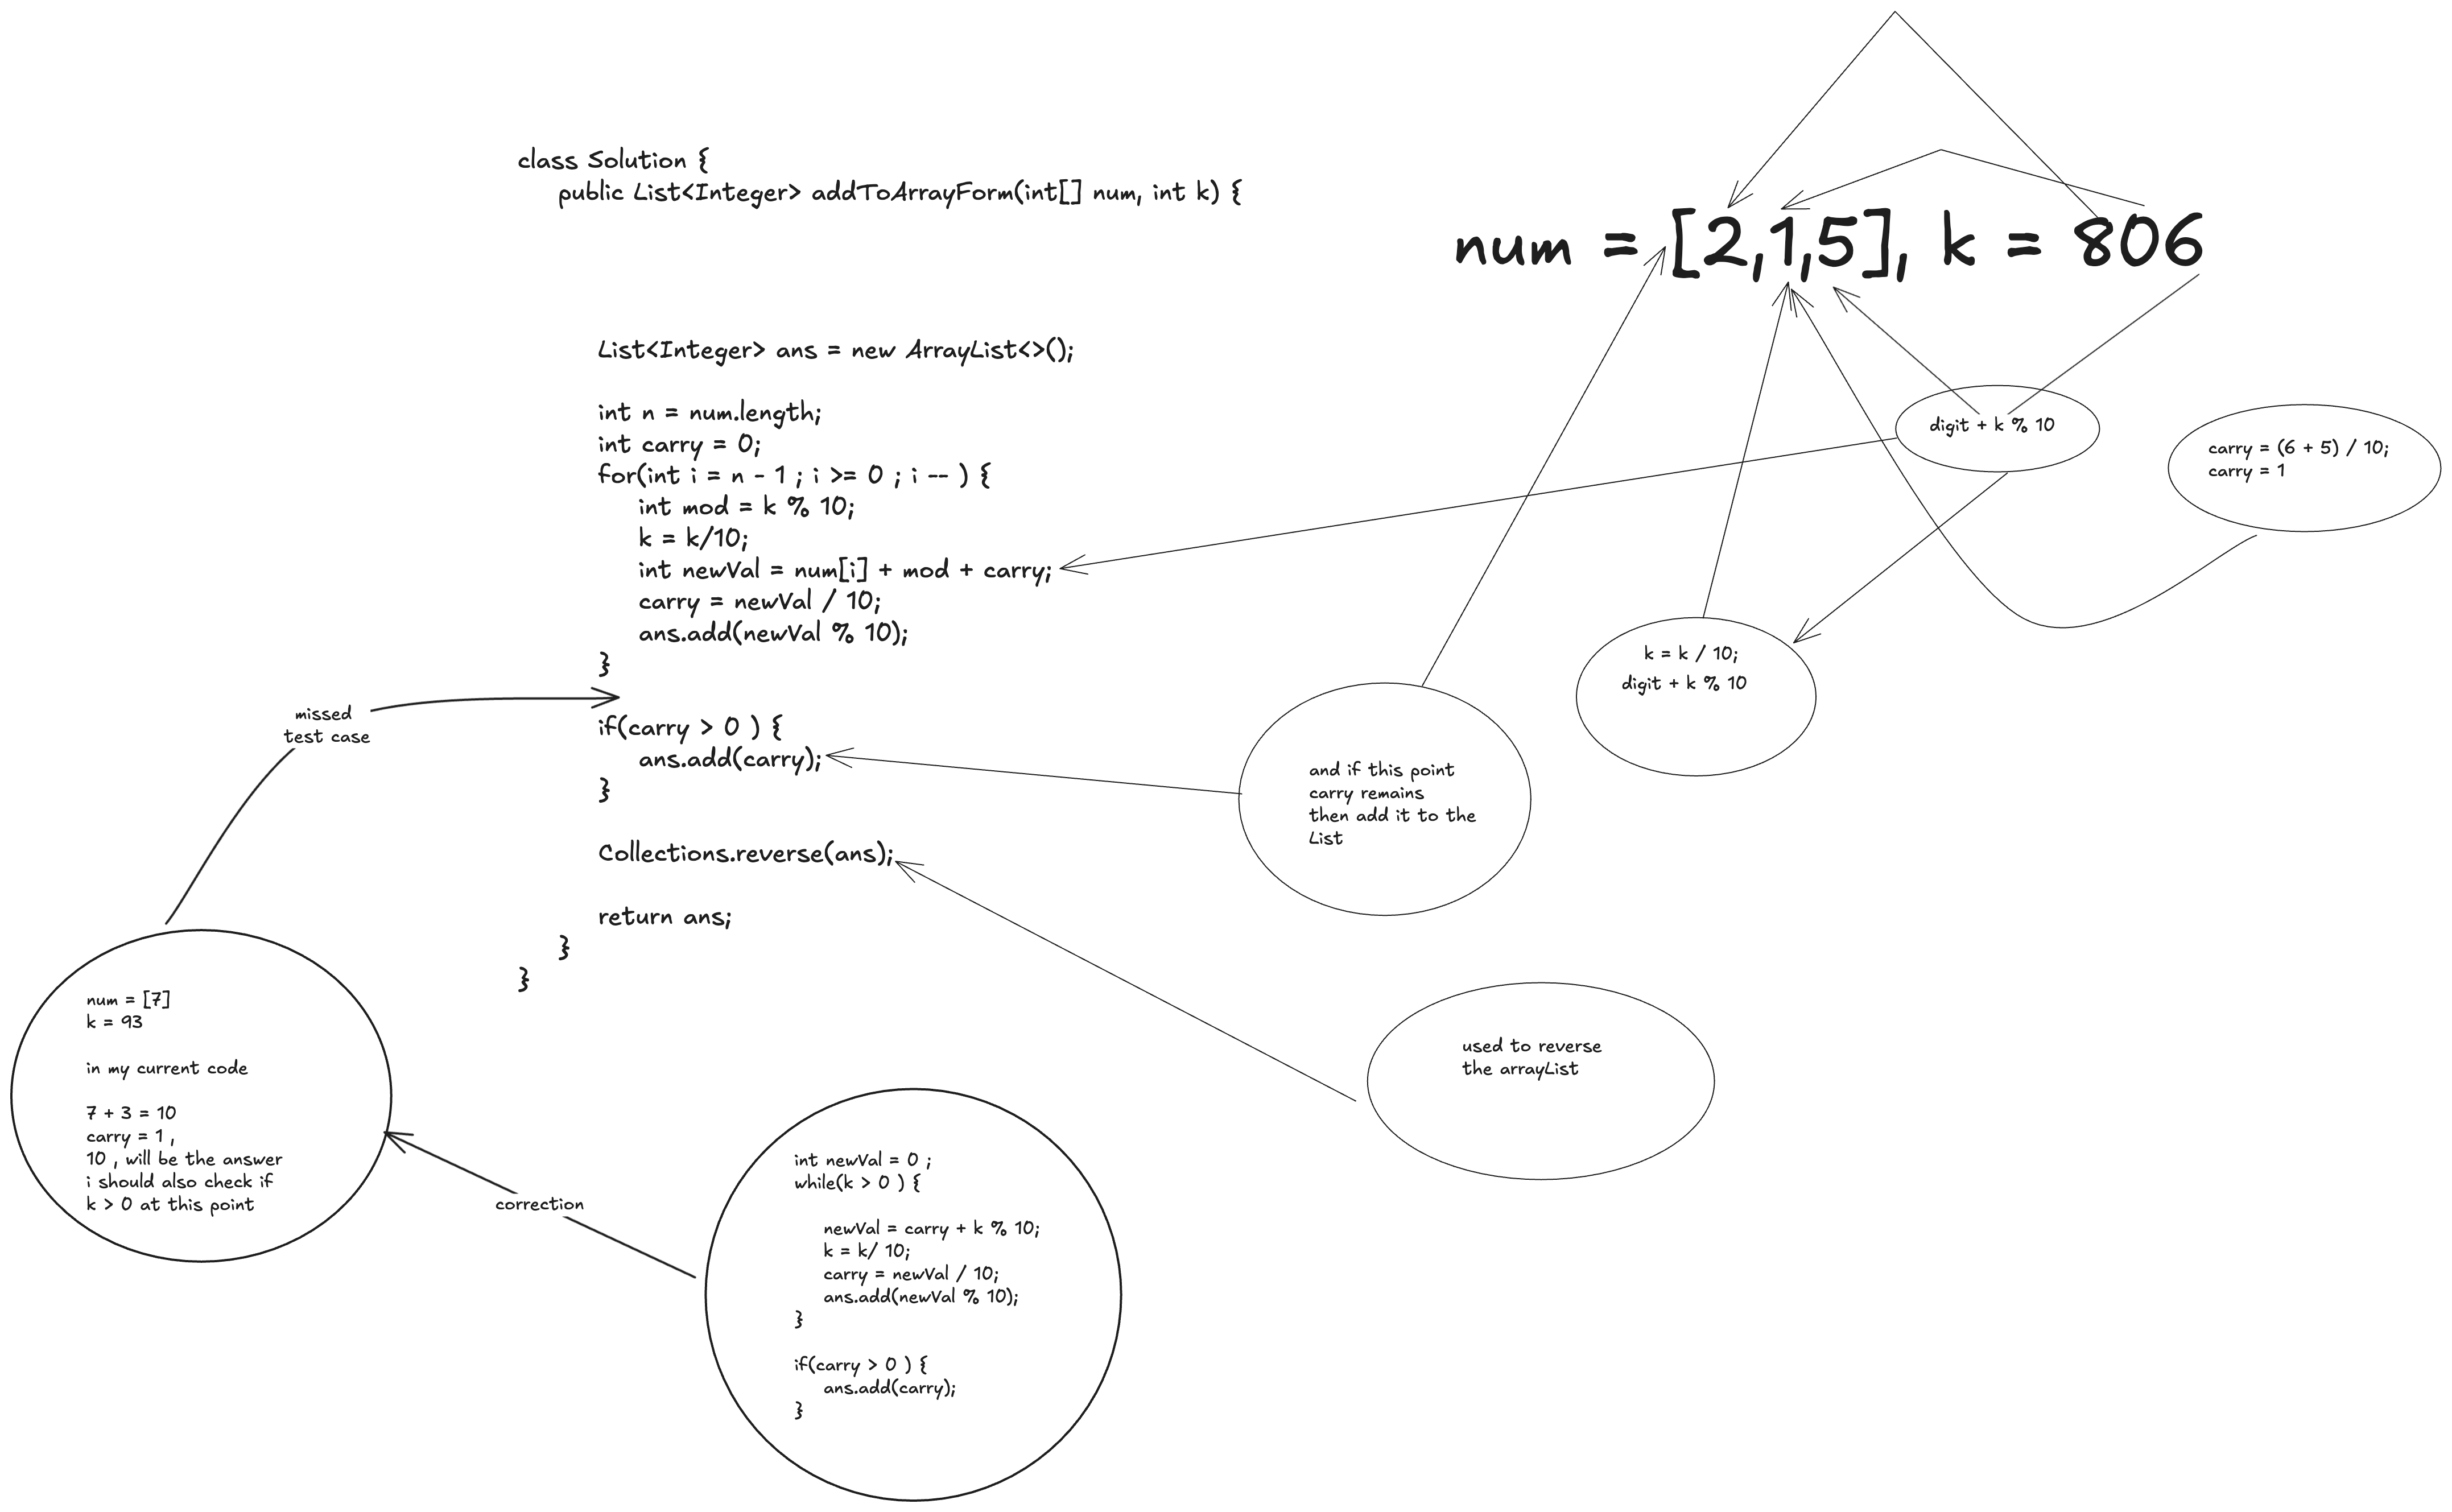 class Solution {
public List<Integer> addToArrayForm(int[] num, int k) {
num = [2,1,5], k = 806
List<Integer> ans = new ArrayList<>();
int n = num.length;
int carry = 0;
for(int i = n - 1 ; i >= 0 ; i -- ) {
int mod = k % 10;
k = k/10;
int newVal = num[i] + mod + carry;
carry = newVal / 10;
ans.add(newVal % 10);
}
if(carry > 0 ) {
ans.add(carry);
}
Collections.reverse(ans);
return ans;
}
}
digit + k % 10
carry = (6 + 5) / 10;
carry = 1
k = k / 10;
digit + k % 10
and if this point
carry remains
then add it to the
List
used to reverse
the arrayList
missed
test case
num = [7]
k = 93
in my current code
7 + 3 = 10
carry = 1 ,
10 , will be the answer
i should also check if
k > 0 at this point
correction
int newVal = 0 ;
while(k > 0 ) {
newVal = carry + k % 10;
k = k/ 10;
carry = newVal / 10;
ans.add(newVal % 10);
}
if(carry > 0 ) {
ans.add(carry);
}